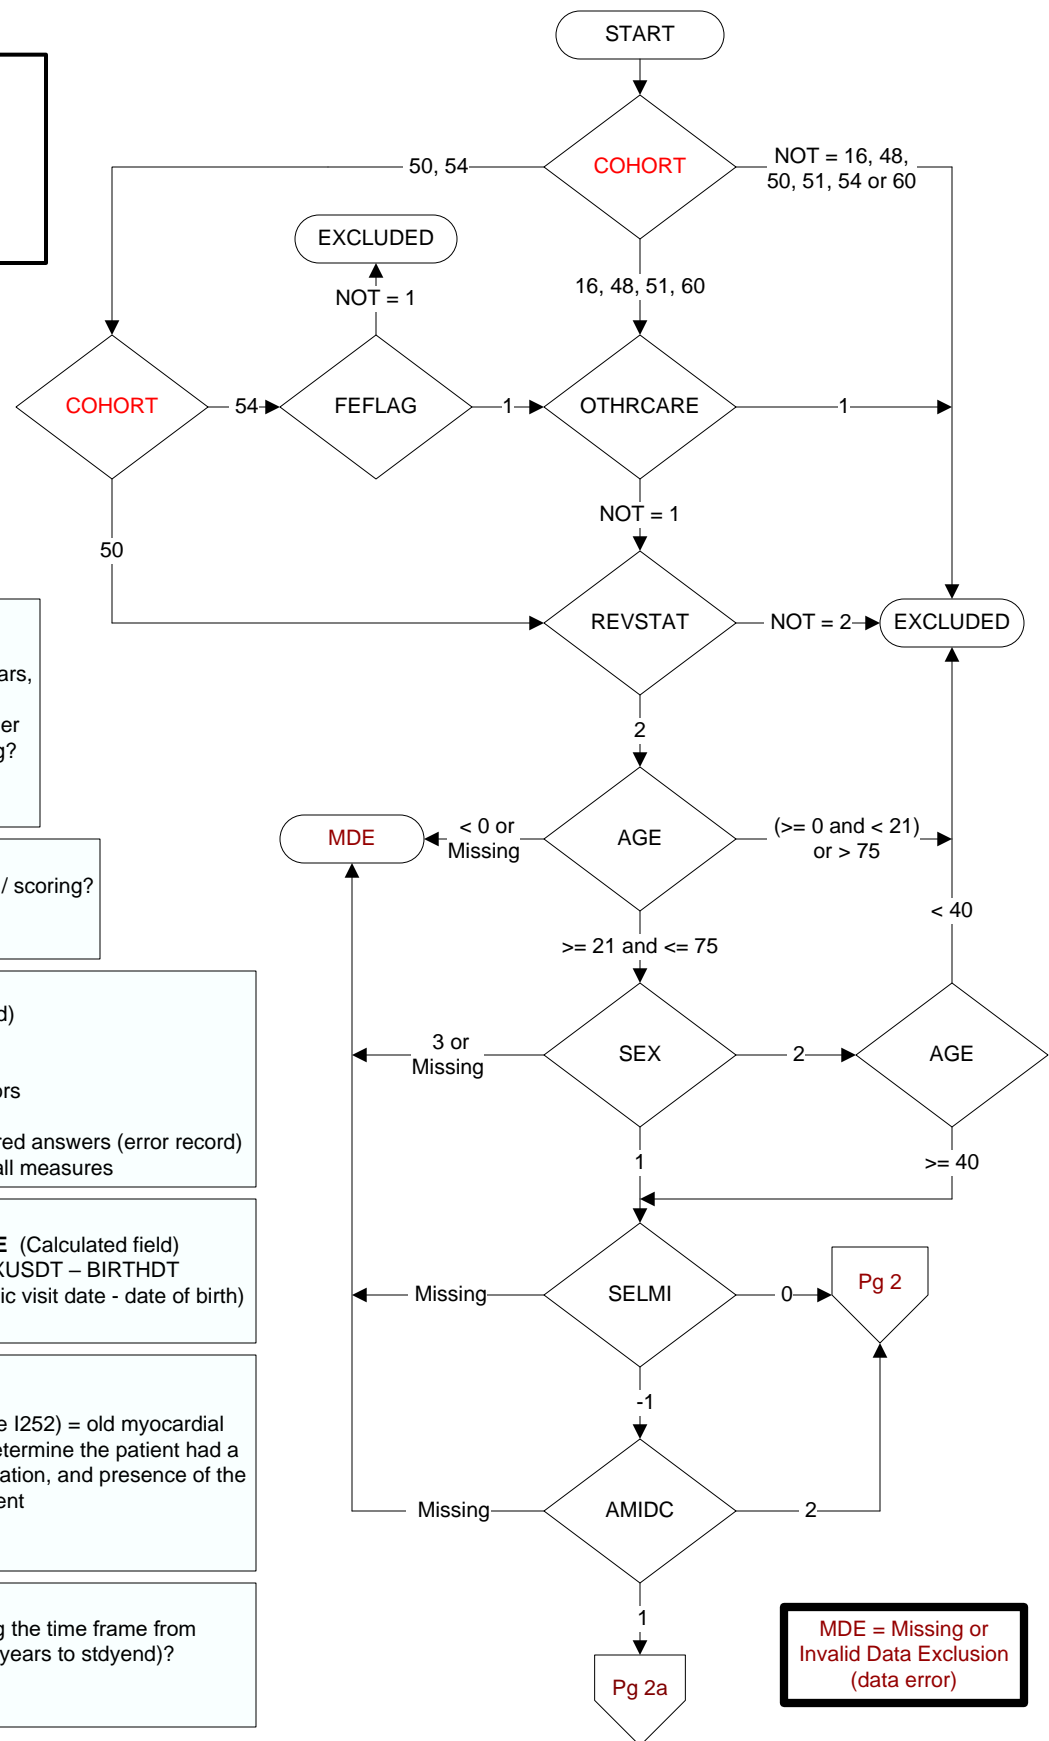 START
COHORT
50, 54
NOT = 16, 48,
50, 51, 54 or 60
EXCLUDED
NOT = 1
16, 48, 51, 60
COHORT
54
FEFLAG
1
OTHRCARE
1
50
NOT = 1
REVSTAT
NOT = 2
EXCLUDED
ars,
er
g?
2
MDE
< 0 or
Missing
AGE
(>= 0 and < 21)
or > 75
/ scoring?
< 40
>= 21 and <= 75
d)
ors
red answers (error record)
all measures
3 or
Missing
SEX
2
AGE
1
>= 40
E (Calculated field)
XUSDT – BIRTHDT
ic visit date - date of birth)
Missing
SELMI
0
Pg 2
-1
e I252) = old myocardial
etermine the patient had a
ation, and presence of the
ent
Missing
AMIDC
2
g the time frame from
years to stdyend)?
1
Pg 2a
MDE = Missing or
Invalid Data Exclusion
(data error)